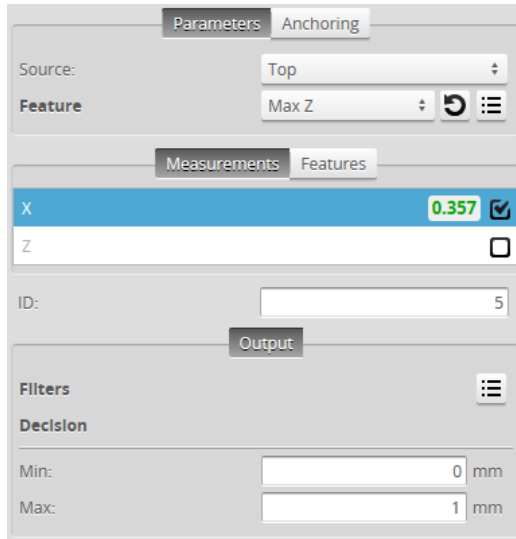 Parameters Anchoring
Source: Top
Feature Max Z
Measurements Features
X 0.357
Z
ID: 5
Output
Filters
Decision
Min: 0 mm
Max: 1 mm